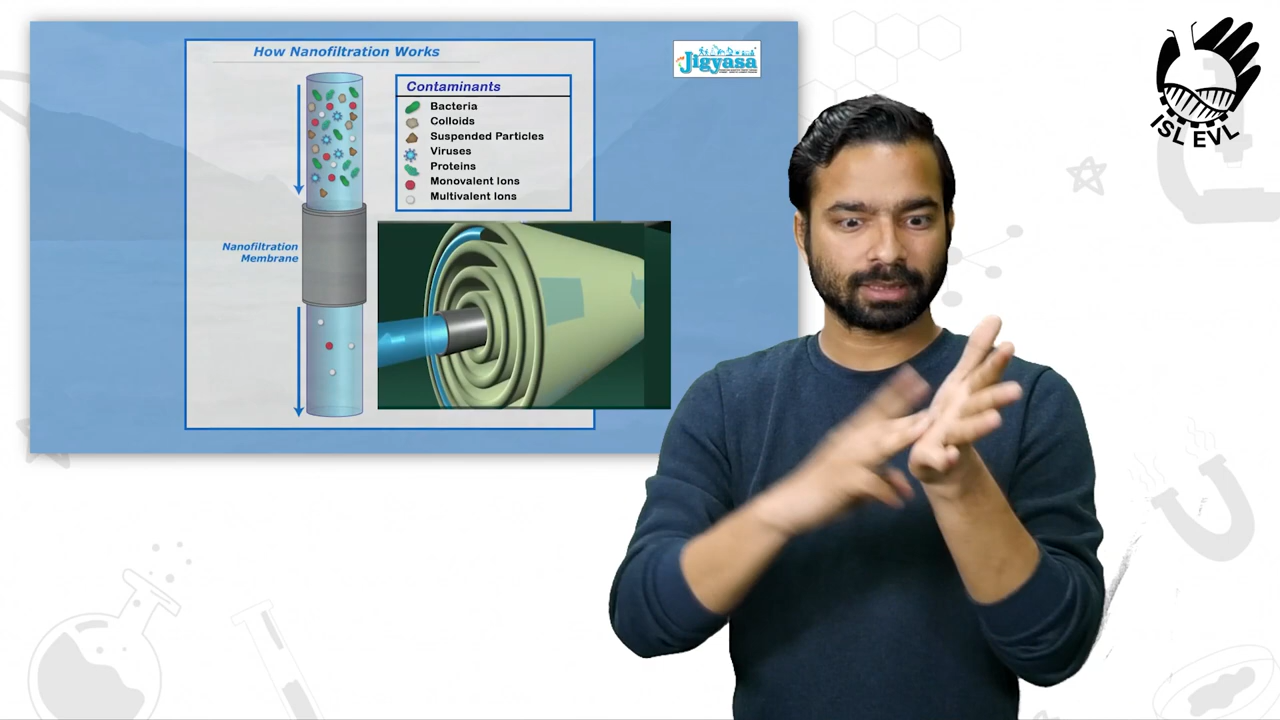 How Nanofiltration Works
Jigyasa
Contaminants
Bacteria
Colloids
Suspended Particles
Viruses
Proteins
Monovalent Ions
Multivalent Ions
Nanofiltration
Membrane
ISL EVL